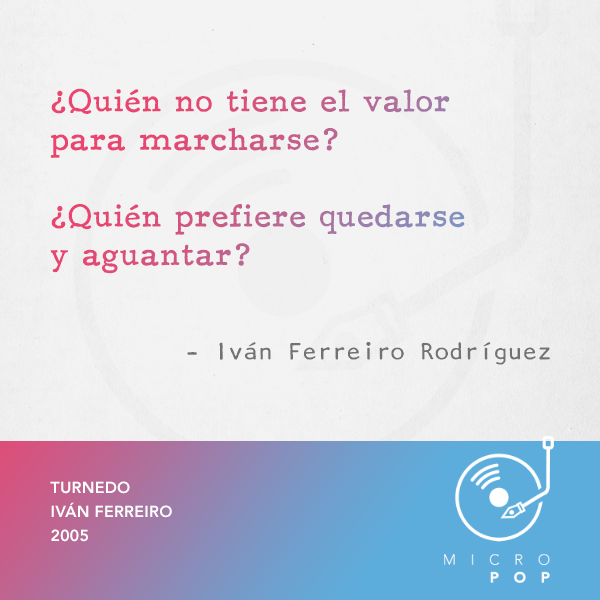 ¿Quién no tiene el valor
para marcharse?
¿Quién prefiere quedarse
y aguantar?
- Iván Ferreiro Rodríguez
TURNEDO
IVÁN FERREIRO
2005
MICRO
POP